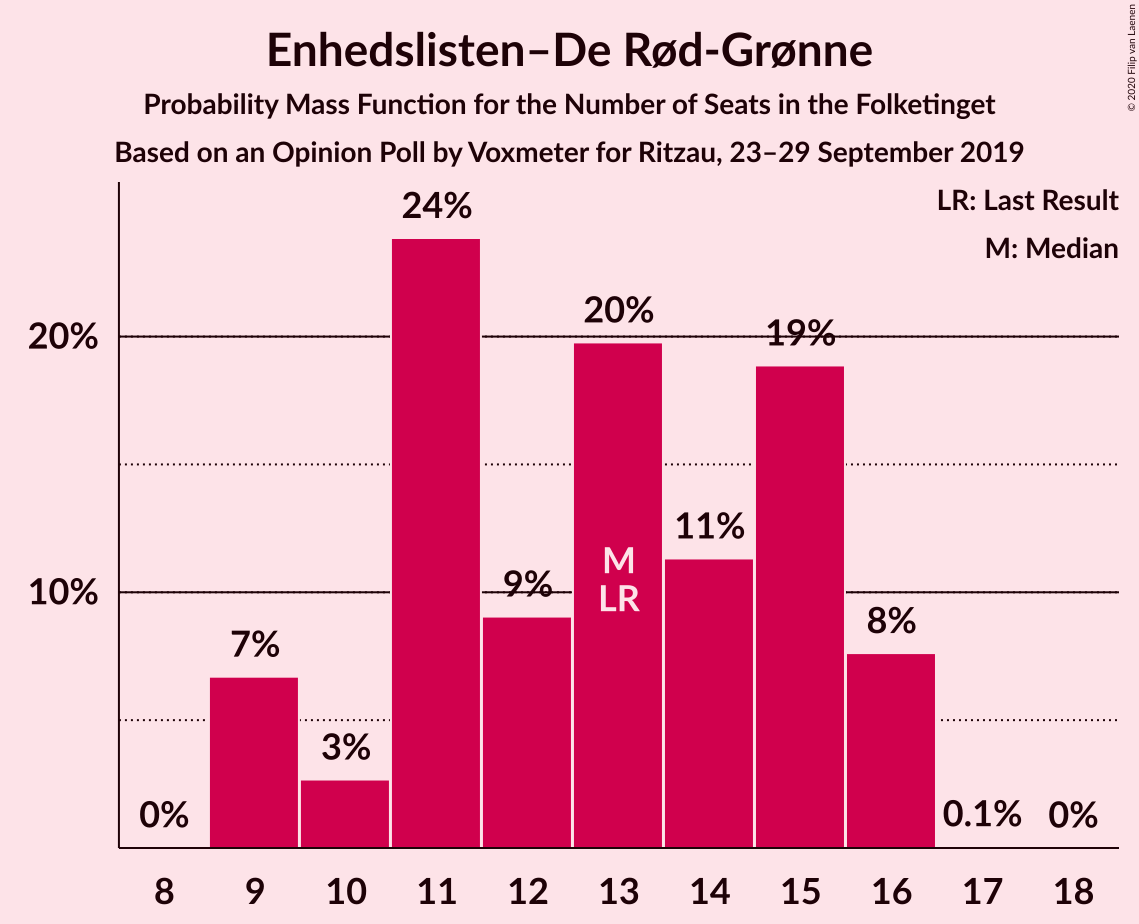 Enhedslisten–De Rød-Grønne
Probability Mass Function for the Number of Seats in the Folketinget
Based on an Opinion Poll by Voxmeter for Ritzau, 23–29 September 2019
© 2020 Filip van Laenen
LR: Last Result
M: Median
20%
10%
0%
7%
3%
24%
9%
20%
11%
19%
8%
0.1%
0%
M
LR
8 9 10 11 12 13 14 15 16 17 18